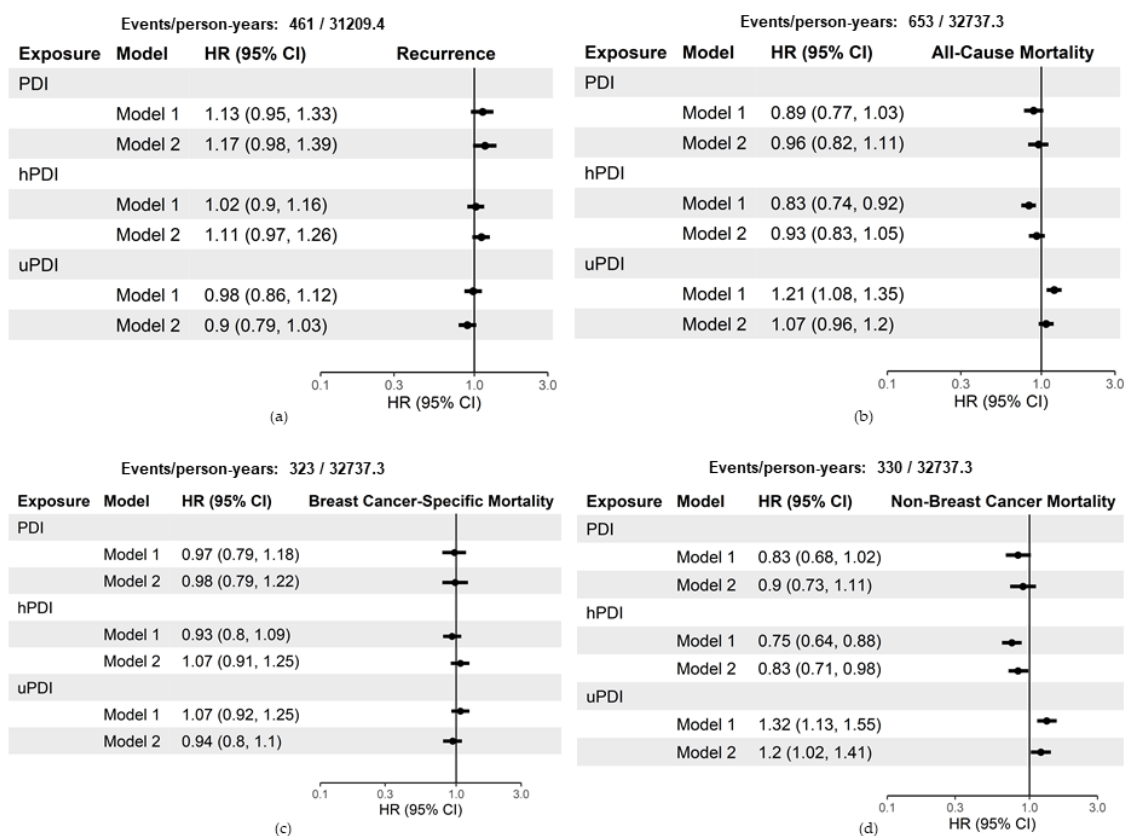 Events/person-years: 461 / 31209.4
Exposure Model HR (95% CI) Recurrence
PDI
Model 1 1.13 (0.95, 1.33)
Model 2 1.17 (0.98, 1.39)
hPDI
Model 1 1.02 (0.9, 1.16)
Model 2 1.11 (0.97, 1.26)
uPDI
Model 1 0.98 (0.86, 1.12)
Model 2 0.9 (0.79, 1.03)
0.1 0.3 1.0 3.0
HR (95% CI)
(a)
Events/person-years: 653 / 32737.3
Exposure Model HR (95% CI) All-Cause Mortality
PDI
Model 1 0.89 (0.77, 1.03)
Model 2 0.96 (0.82, 1.11)
hPDI
Model 1 0.83 (0.74, 0.92)
Model 2 0.93 (0.83, 1.05)
uPDI
Model 1 1.21 (1.08, 1.35)
Model 2 1.07 (0.96, 1.2)
0.1 0.3 1.0 3.0
HR (95% CI)
(b)
Events/person-years: 323 / 32737.3
Exposure Model HR (95% CI) Breast Cancer-Specific Mortality
PDI
Model 1 0.97 (0.79, 1.18)
Model 2 0.98 (0.79, 1.22)
hPDI
Model 1 0.93 (0.8, 1.09)
Model 2 1.07 (0.91, 1.25)
uPDI
Model 1 1.07 (0.92, 1.25)
Model 2 0.94 (0.8, 1.1)
0.1 0.3 1.0 3.0
HR (95% CI)
(c)
Events/person-years: 330 / 32737.3
Exposure Model HR (95% CI) Non-Breast Cancer Mortality
PDI
Model 1 0.83 (0.68, 1.02)
Model 2 0.9 (0.73, 1.11)
hPDI
Model 1 0.75 (0.64, 0.88)
Model 2 0.83 (0.71, 0.98)
uPDI
Model 1 1.32 (1.13, 1.55)
Model 2 1.2 (1.02, 1.41)
0.1 0.3 1.0 3.0
HR (95% CI)
(d)